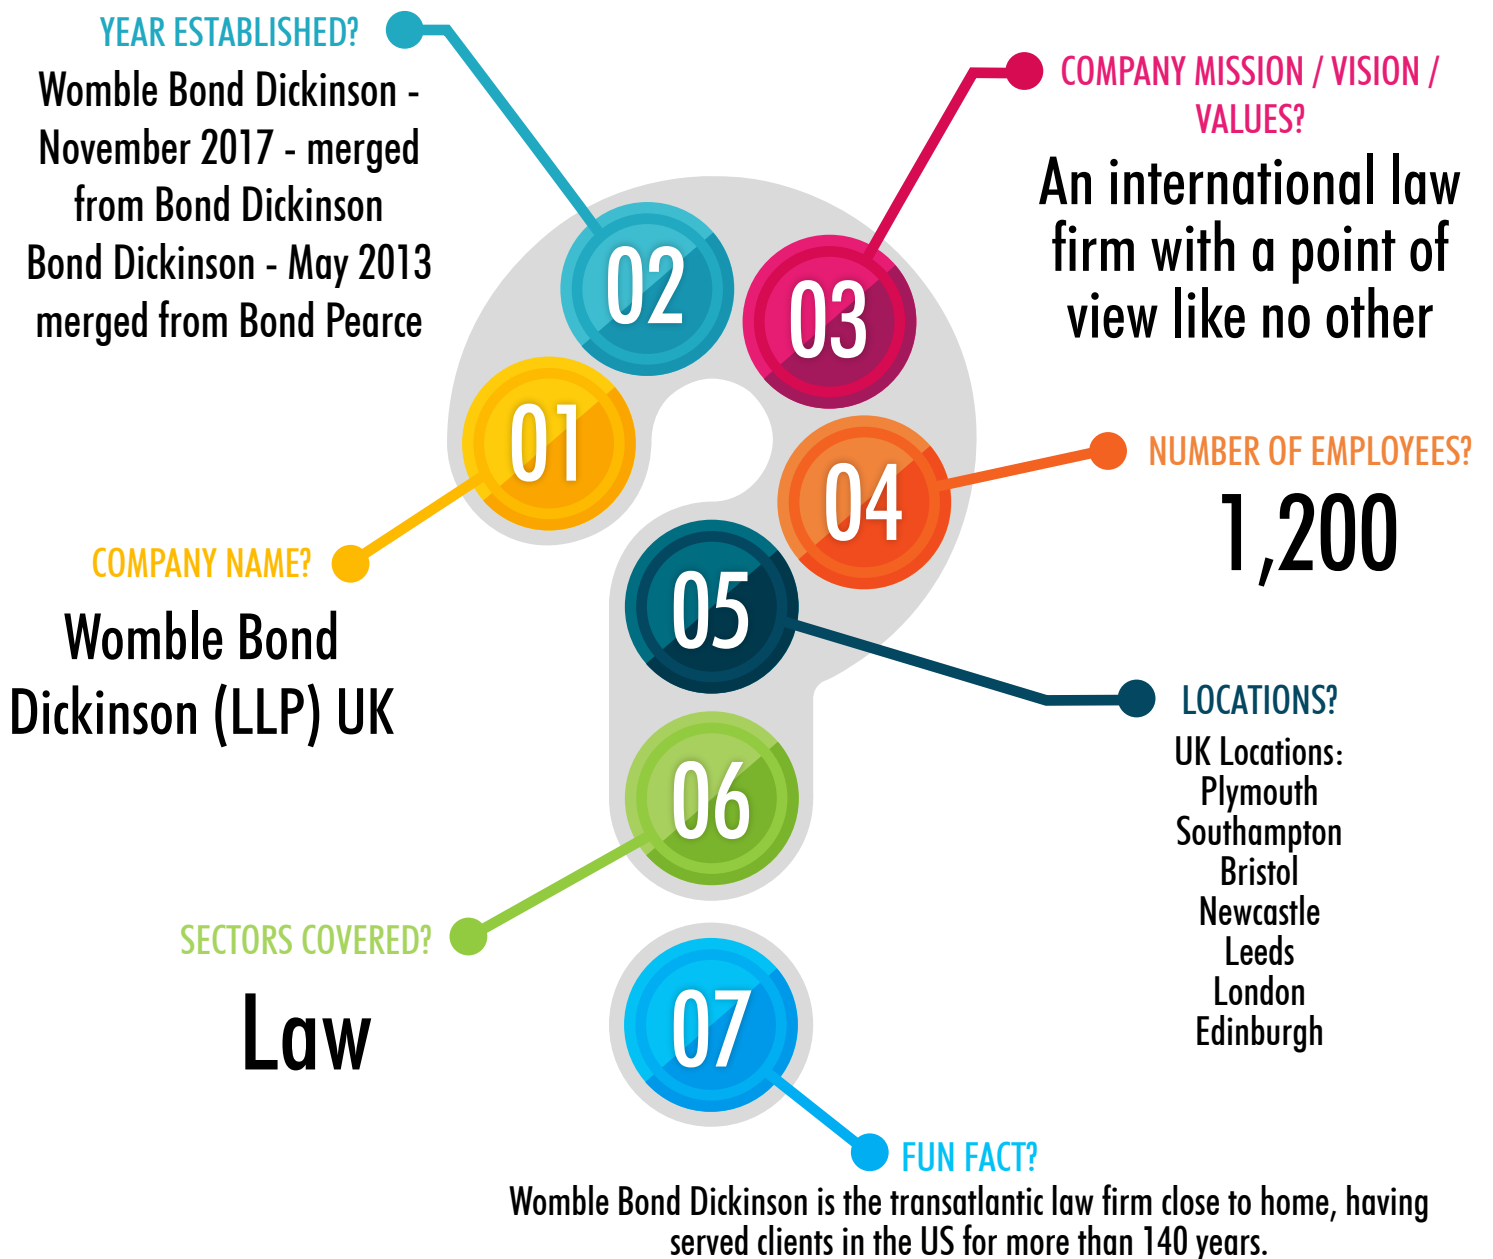 YEAR ESTABLISHED?
Womble Bond Dickinson -
November 2017 - merged
from Bond Dickinson
Bond Dickinson - May 2013
merged from Bond Pearce
COMPANY MISSION / VISION /
VALUES?
An international law
firm with a point of
view like no other
02
03
01
04
NUMBER OF EMPLOYEES?
1,200
COMPANY NAME?
Womble Bond
Dickinson (LLP) UK
05
LOCATIONS?
UK Locations:
Plymouth
Southampton
Bristol
Newcastle
Leeds
London
Edinburgh
06
SECTORS COVERED?
Law
07
FUN FACT?
Womble Bond Dickinson is the transatlantic law firm close to home, having
served clients in the US for more than 140 years.